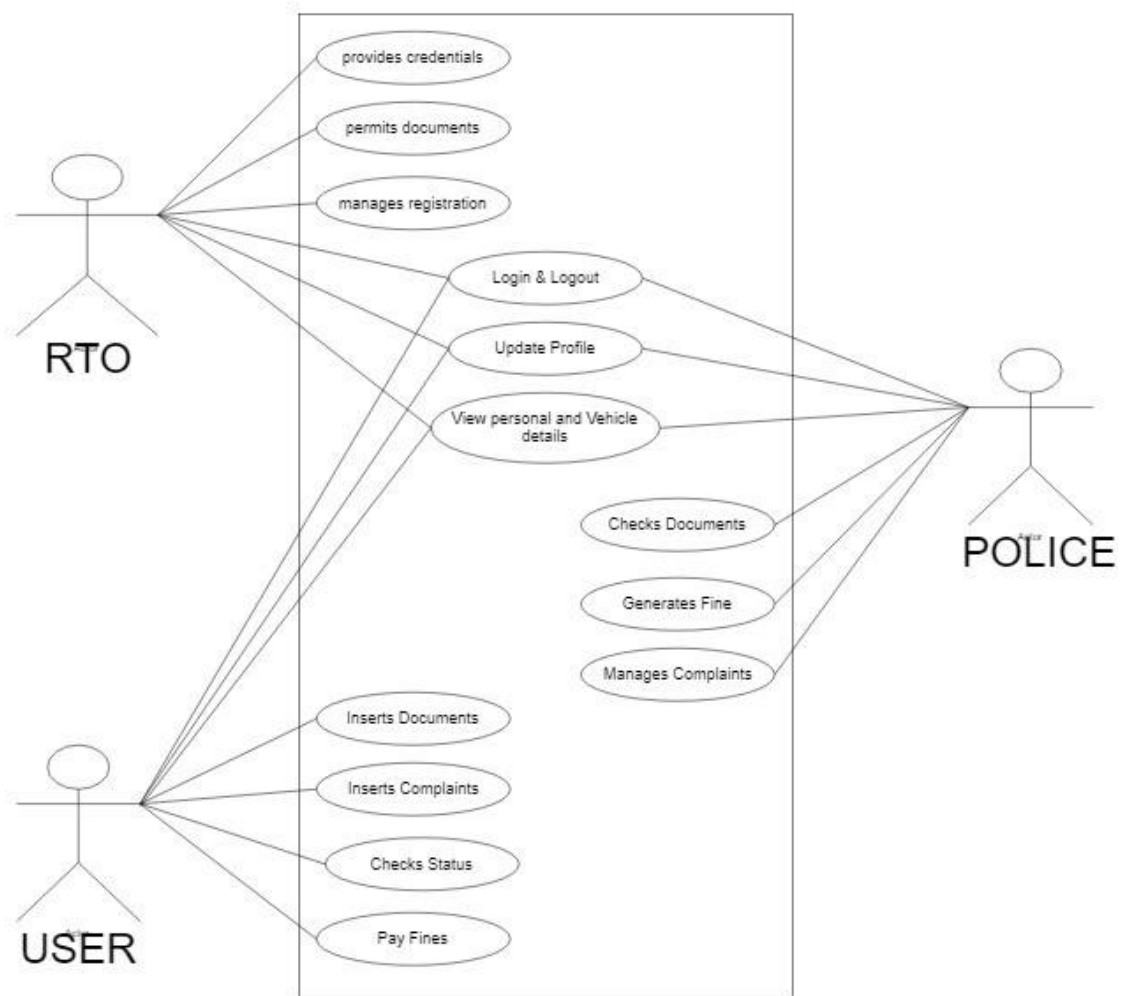 provides credentials
permits documents
manages registration
Login & Logout
RTO
Update Profile
View personal and Vehicle
details
Checks Documents
POLICE
Generates Fine
Manages Complaints
Inserts Documents
Inserts Complaints
Checks Status
Pay Fines
USER